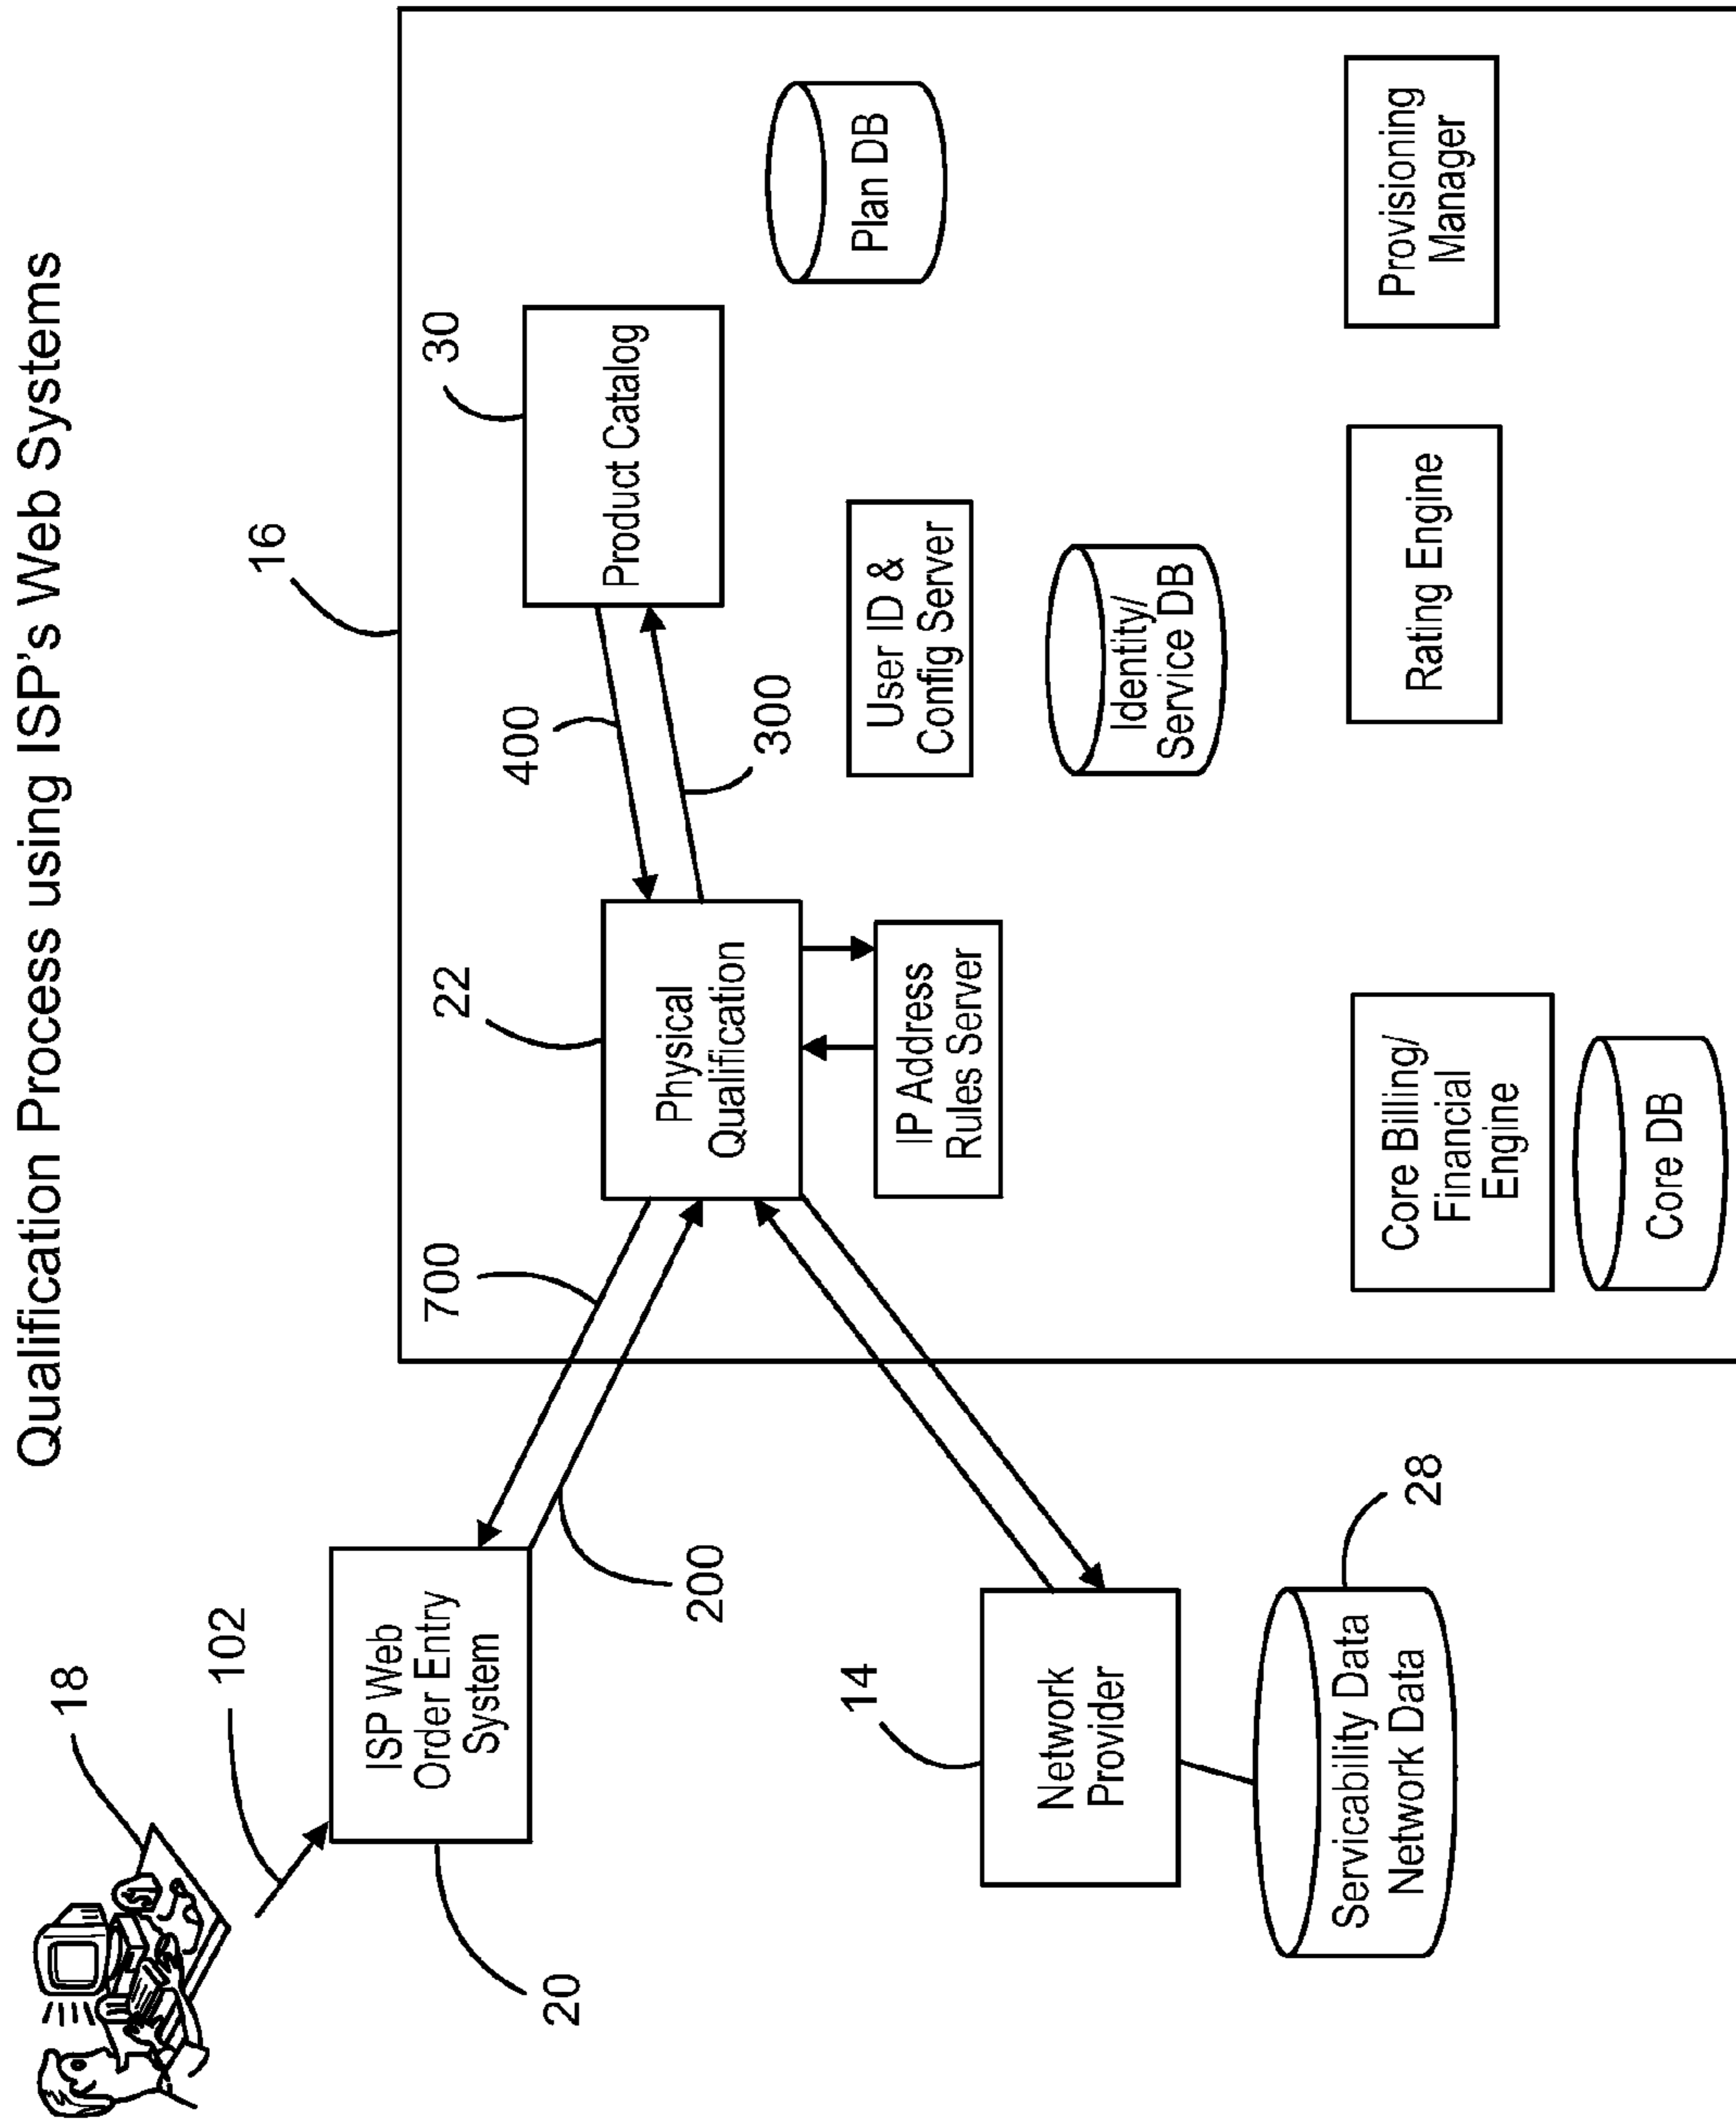 Qualification Process using ISP's Web Systems
18
102
ISP Web
Order Entry
System
20
200
700
16
22
Physical
Qualification
IP Address
Rules Server
400
300
30
Product Catalog
Plan DB
User ID &
Config Server
Identity/
Service DB
14
Network
Provider
Servicability Data
Network Data
28
Core Billing/
Financial
Engine
Core DB
Rating Engine
Provisioning
Manager